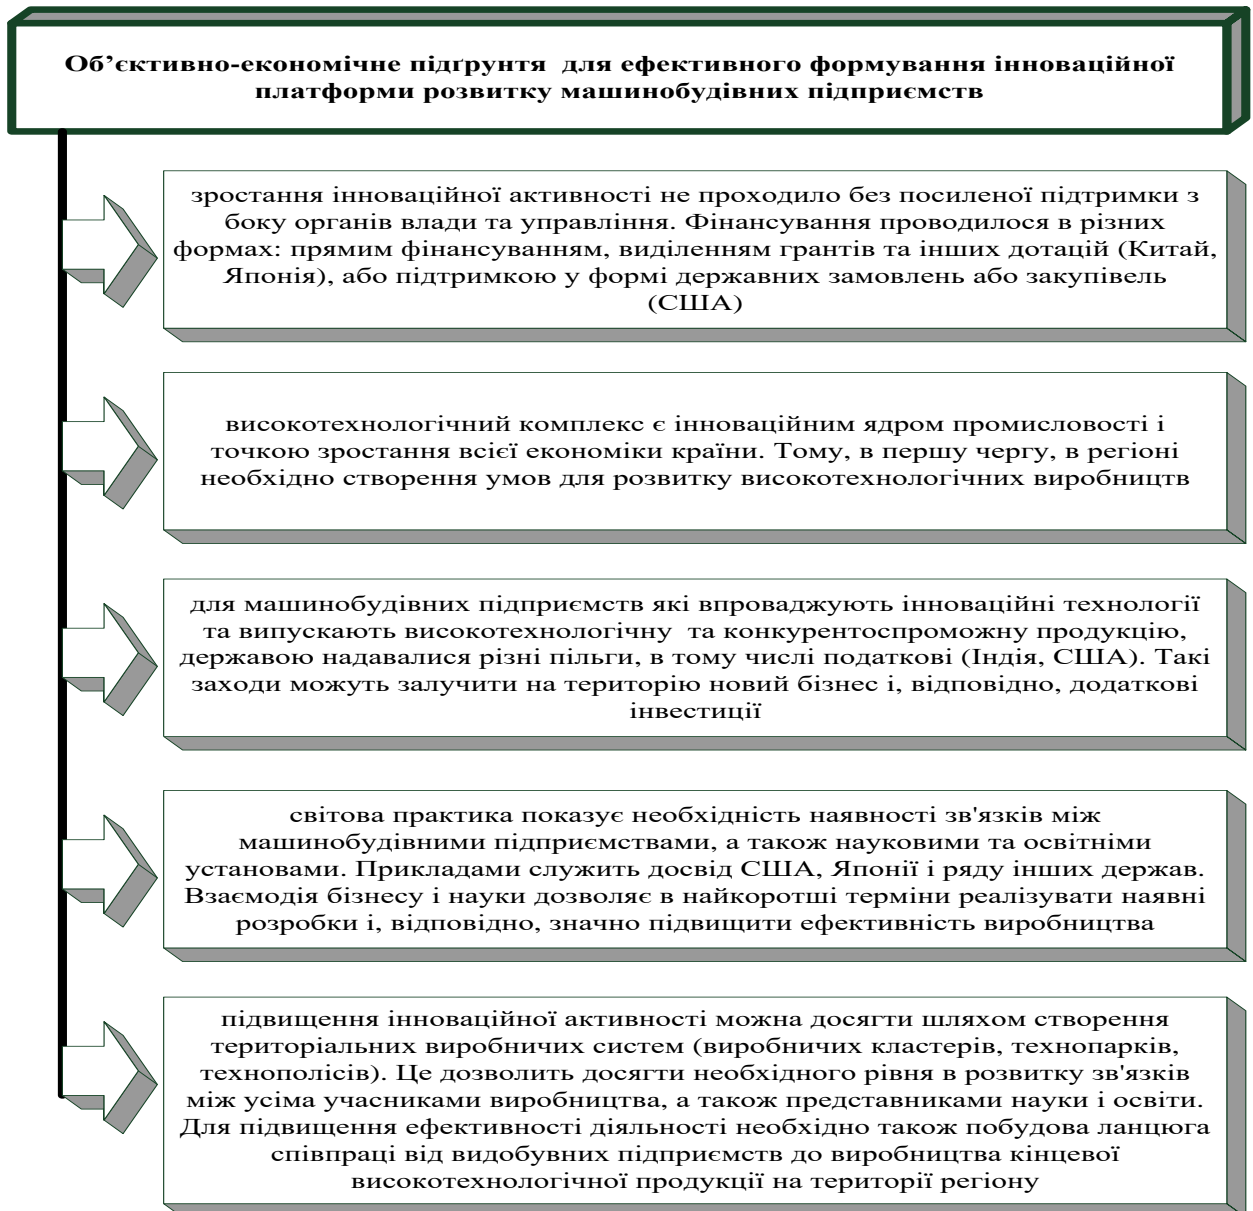 Об’єктивно-економічне підґрунтя для ефективного формування інноваційної
платформи розвитку машинобудівних підприємств
зростання інноваційної активності не проходило без посиленої підтримки з
боку органів влади та управління. Фінансування проводилося в різних
формах: прямим фінансуванням, виділенням грантів та інших дотацій (Китай,
Японія), або підтримкою у формі державних замовлень або закупівель
(США)
високотехнологічний комплекс є інноваційним ядром промисловості і
точкою зростання всієї економіки країни. Тому, в першу чергу, в регіоні
необхідно створення умов для розвитку високотехнологічних виробництв
для машинобудівних підприємств які впроваджують інноваційні технології
та випускають високотехнологічну та конкурентоспроможну продукцію,
державою надавалися різні пільги, в тому числі податкові (Індія, США). Такі
заходи можуть залучити на територію новий бізнес і, відповідно, додаткові
інвестиції
світова практика показує необхідність наявності зв'язків між
машинобудівними підприємствами, а також науковими та освітніми
установами. Прикладами служить досвід США, Японії і ряду інших держав.
Взаємодія бізнесу і науки дозволяє в найкоротші терміни реалізувати наявні
розробки і, відповідно, значно підвищити ефективність виробництва
підвищення інноваційної активності можна досягти шляхом створення
територіальних виробничих систем (виробничих кластерів, технопарків,
технополісів). Це дозволить досягти необхідного рівня в розвитку зв'язків
між усіма учасниками виробництва, а також представниками науки і освіти.
Для підвищення ефективності діяльності необхідно також побудова ланцюга
співпраці від видобувних підприємств до виробництва кінцевої
високотехнологічної продукції на території регіону